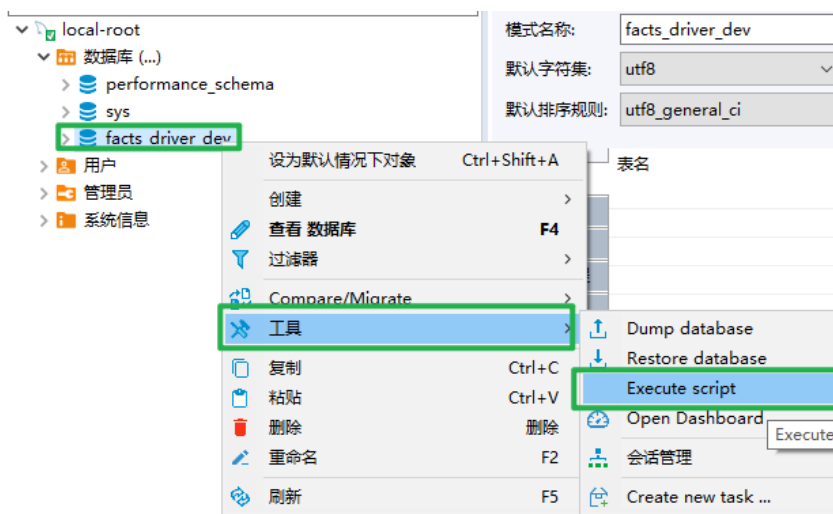 local-root
数据库 (...)
performance_schema
sys
facts_driver_dev
用户
管理员
系统信息
模式名称: facts_driver_dev
默认字符集: utf8
默认排序规则: utf8_general_ci
表名
设为默认情况下对象 Ctrl+Shift+A
创建
查看 数据库 F4
过滤器
Compare/Migrate
工具
复制 Ctrl+C
粘贴 Ctrl+V
删除 删除
重命名 F2
刷新 F5
Dump database
Restore database
Execute script
Open Dashboard
Execute
会话管理
Create new task ...